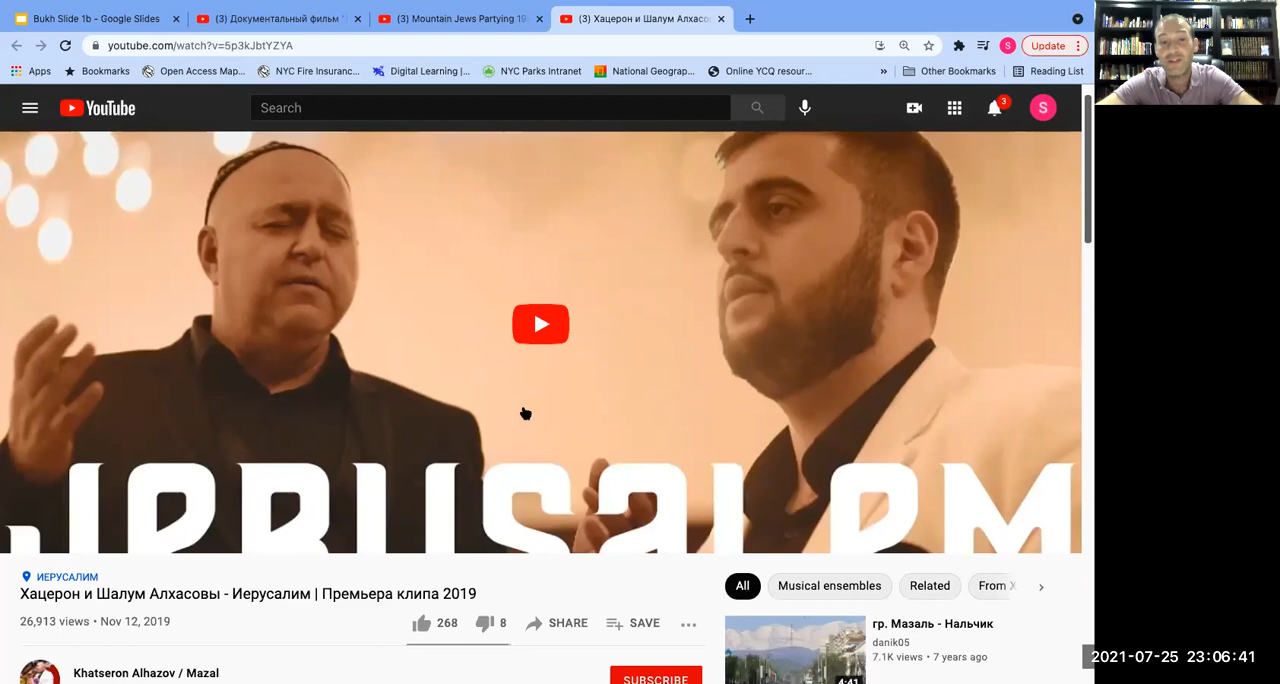 Bukh Slide 1b - Google Slides
(3) Документальный фильм "
(3) Mountain Jews Partying 19
(3) Хацерон и Шалум Алхасо
youtube.com/watch?v=5p3kJbtYZYA
S
Update
Apps
Bookmarks
Open Access Map...
NYC Fire Insuranc...
Digital Learning |...
NYC Parks Intranet
National Geograp...
Online YCQ resour...
»
Other Bookmarks
Reading List
YouTube
Search
3
S
JERUSALEM
ИЕРУСАЛИМ
Хацерон и Шалум Алхасовы - Иерусалим | Премьера клипа 2019
26,913 views • Nov 12, 2019
268
8
SHARE
SAVE
Khatseron Alhazov / Mazal
SUBSCRIBE
All
Musical ensembles
Related
From X
гр. Мазаль - Нальчик
danik05
7.1K views • 7 years ago
4:41
2021-07-25 23:06:41